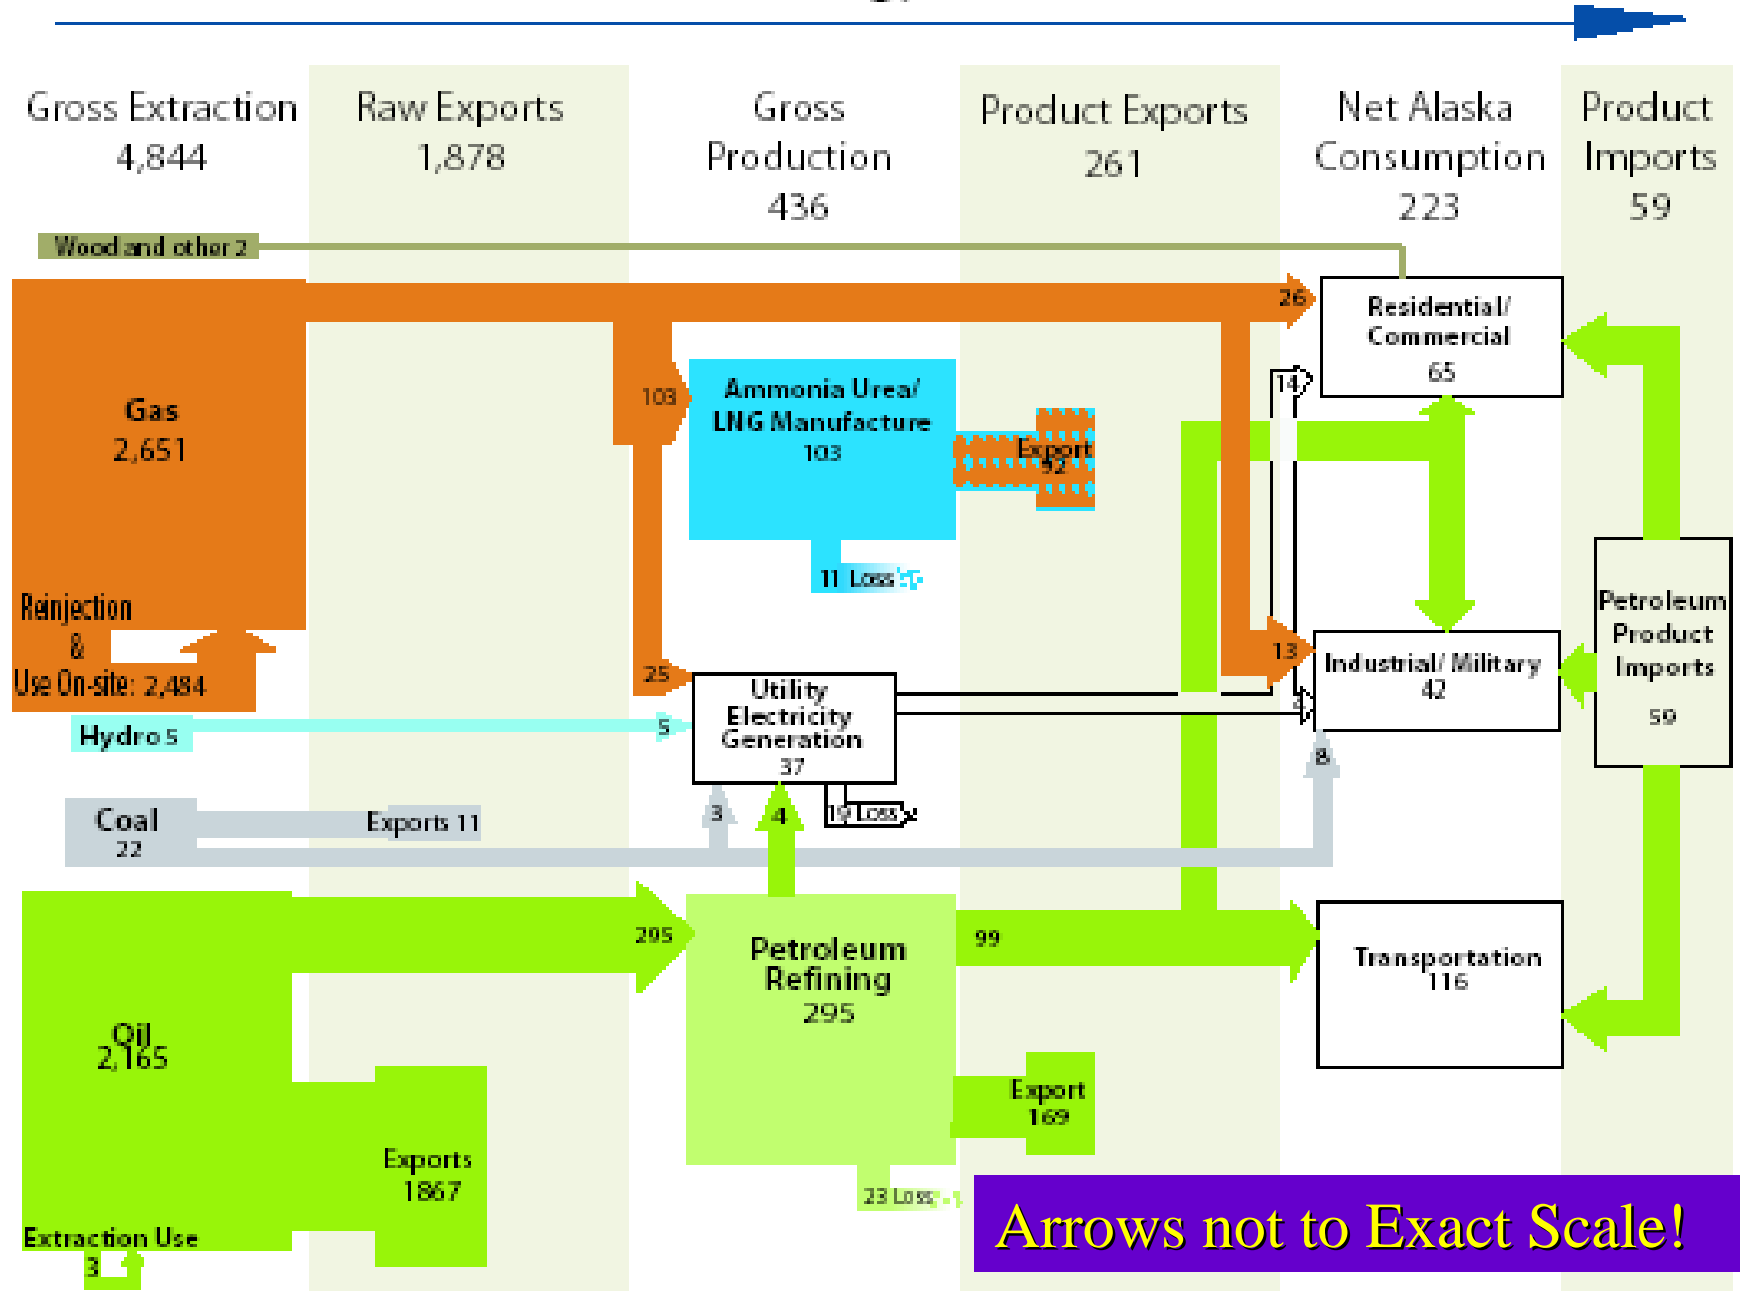 Gross Extraction
4,844
Raw Exports
1,878
Gross
Production
436
Product Exports
261
Net Alaska
Consumption
223
Product
Imports
59
Wood and other 2
Gas
2,651
Reinjection
&
Use On-site: 2,484
26
103
Ammonia Urea/
LNG Manufacture
103
Export
92
11 Loss
Residential/
Commercial
65
14
25
13
Hydro 5
5
Utility
Electricity
Generation
37
19 Loss
Industrial/ Military
42
8
Petroleum
Product
Imports
59
Coal
22
Exports 11
3
4
Oil
2,165
295
Petroleum
Refining
295
99
Transportation
116
Exports
1867
Export
169
23 Loss
Extraction Use
3
Arrows not to Exact Scale!